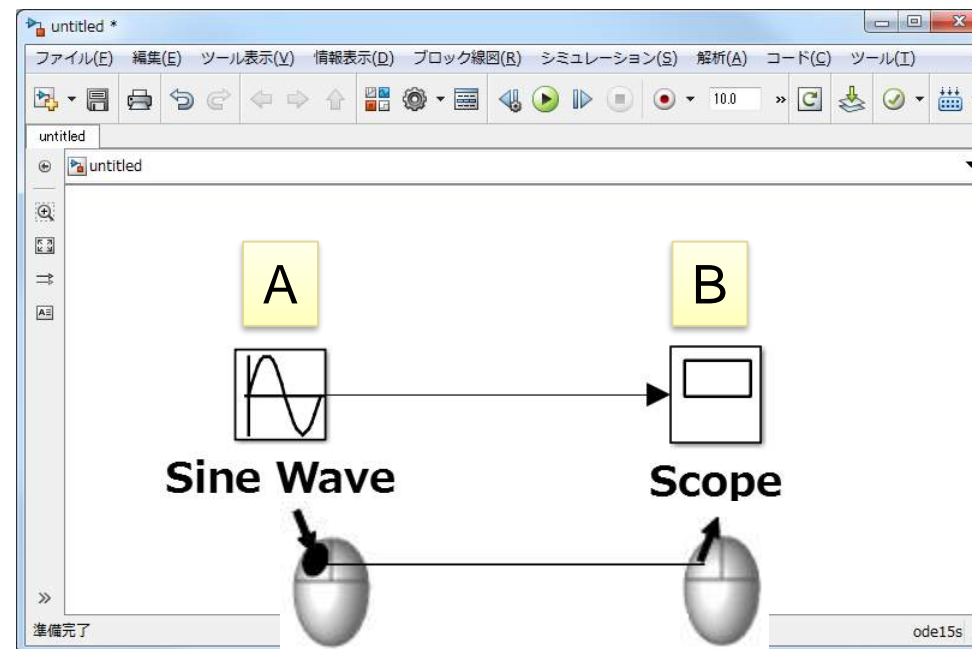 untitled *
ファイル(F) 編集(E) ツール表示(V) 情報表示(D) ブロック線図(R) シミュレーション(S) 解析(A) コード(C) ツール(T)
10.0 »
untitled
untitled
A B
Sine Wave Scope
»
準備完了 ode15s